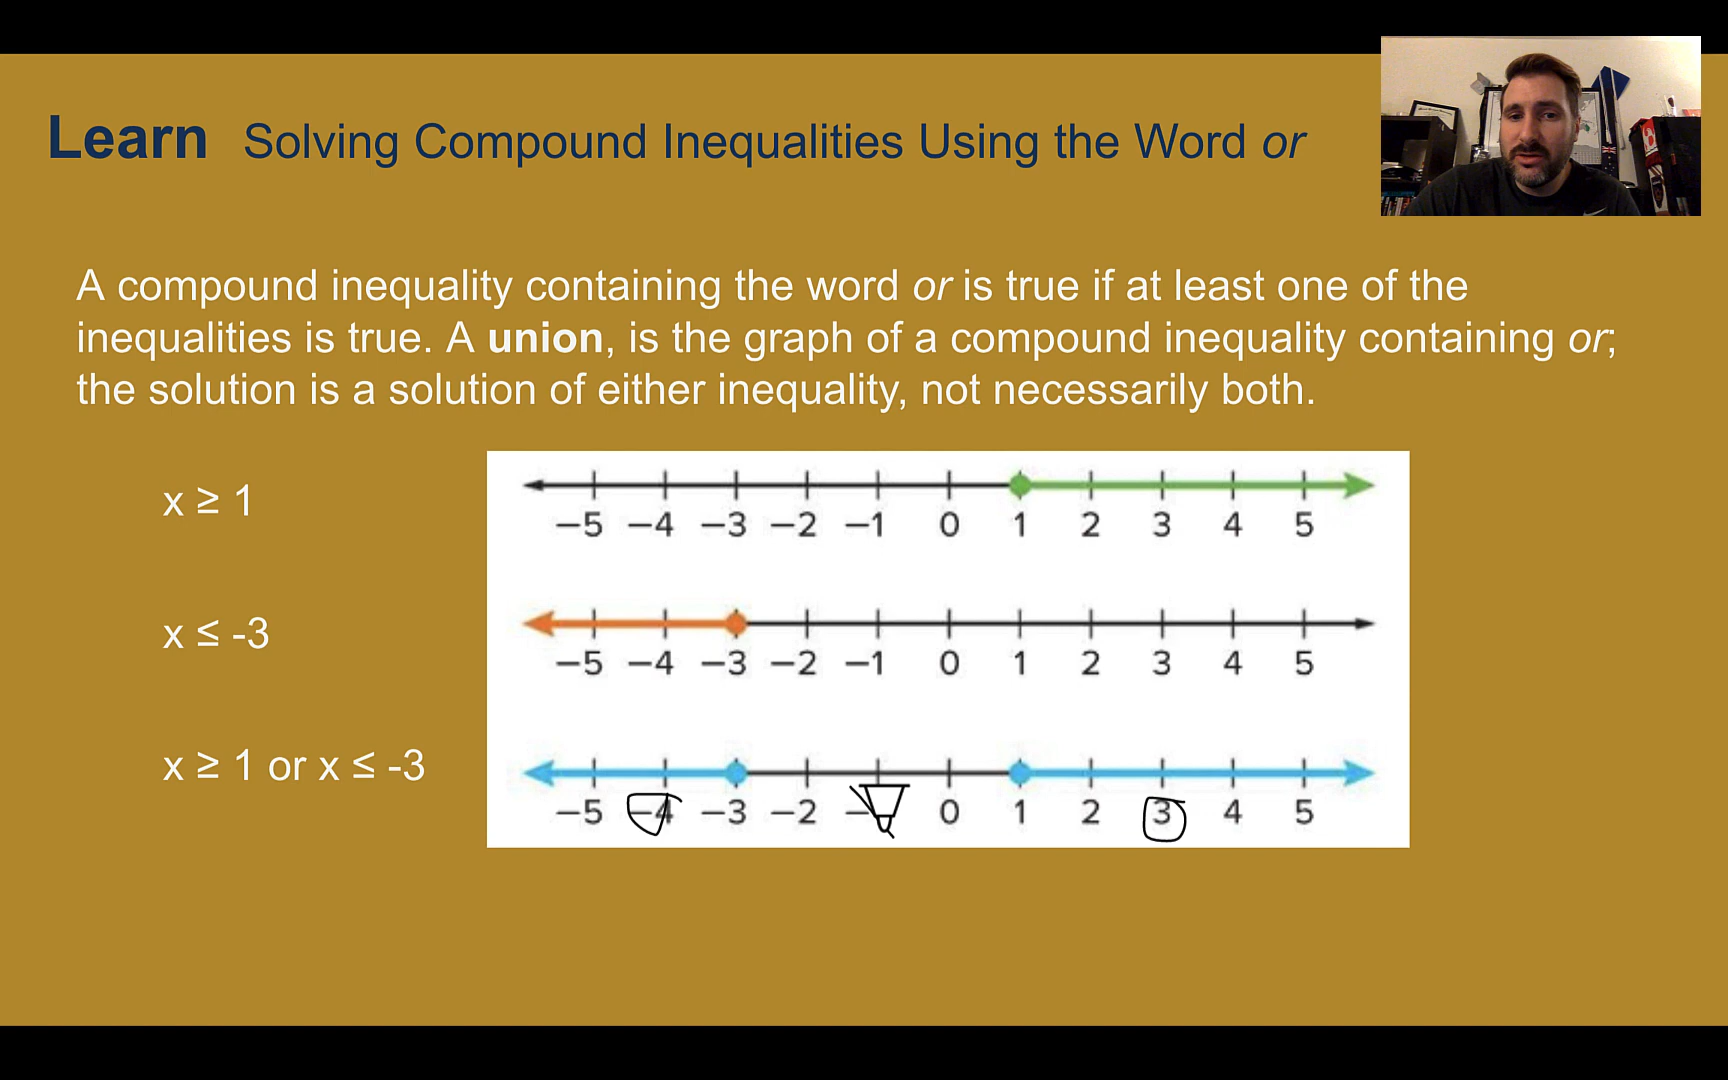 Learn Solving Compound Inequalities Using the Word or
A compound inequality containing the word or is true if at least one of the
inequalities is true. A union, is the graph of a compound inequality containing or;
the solution is a solution of either inequality, not necessarily both.
x ≥ 1
−5 −4 −3 −2 −1 0 1 2 3 4 5
x ≤ -3
−5 −4 −3 −2 −1 0 1 2 3 4 5
x ≥ 1 or x ≤ -3
−5 −4 −3 −2 − 0 1 2 3 4 5